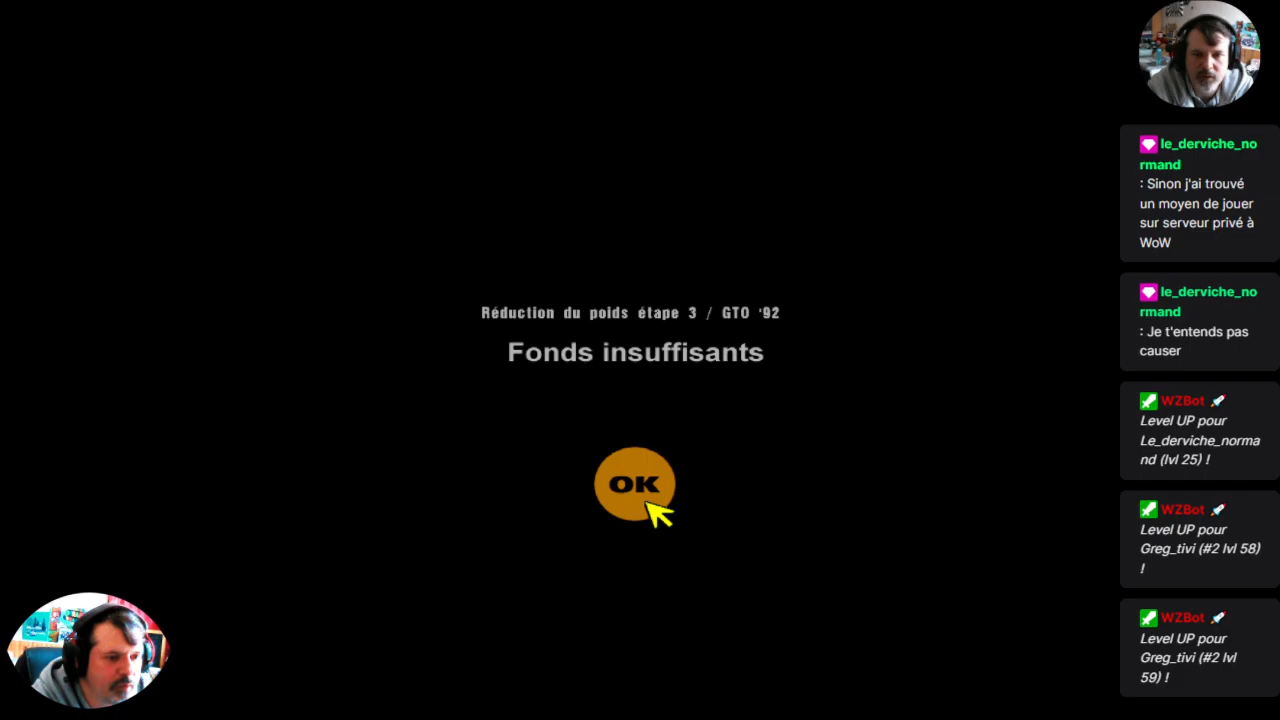 Réduction du poids étape 3 / GTO '92
Fonds insuffisants
OK
le_derviche_no
rmand
: Sinon j'ai trouvé
un moyen de jouer
sur serveur privé à
WoW
le_derviche_no
rmand
: Je t'entends pas
causer
WZBot 🚀
Level UP pour
Le_derviche_norma
nd (lvl 25) !
WZBot 🚀
Level UP pour
Greg_tivi (#2 lvl 58)
!
WZBot 🚀
Level UP pour
Greg_tivi (#2 lvl
59) !